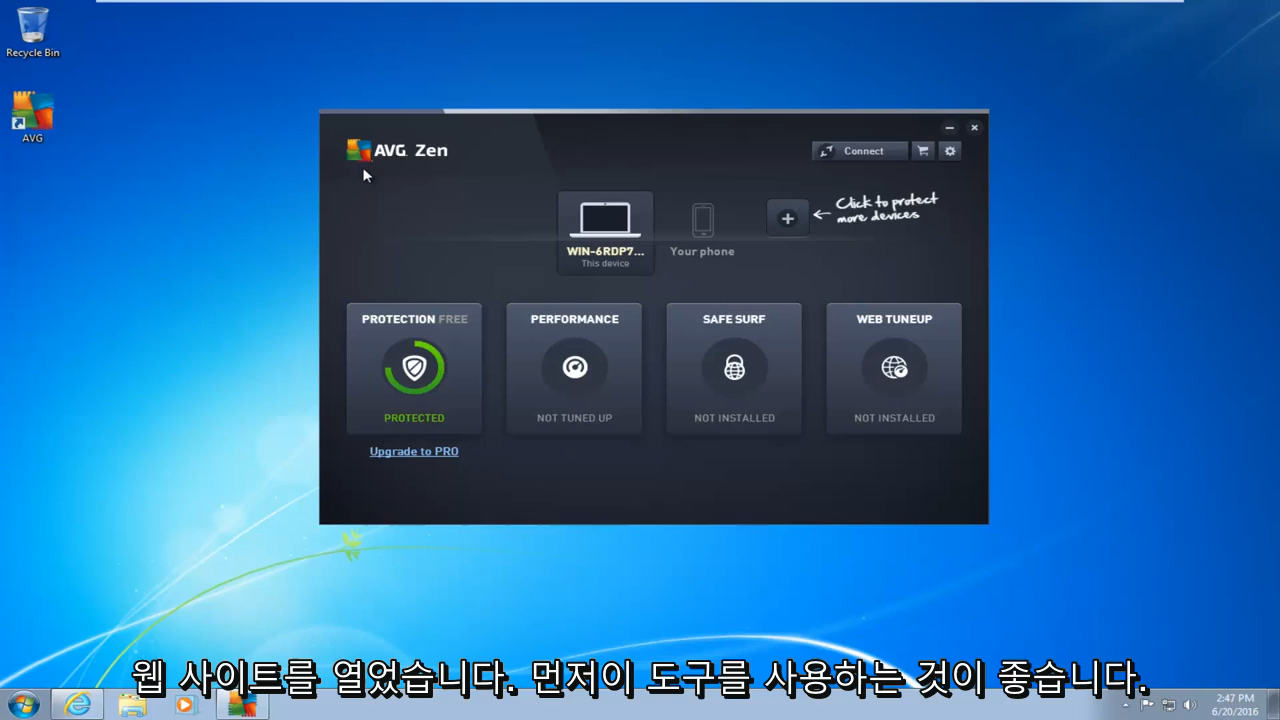 Recycle Bin
AVG
AVG. Zen
Connect
Click to protect
more devices
WIN-6RDP7...
This device
Your phone
PROTECTION FREE
PROTECTED
Upgrade to PRO
PERFORMANCE
NOT TUNED UP
SAFE SURF
NOT INSTALLED
WEB TUNEUP
NOT INSTALLED
웹 사이트를 열었습니다. 먼저이 도구를 사용하는 것이 좋습니다.
2:47 PM
6/20/2016